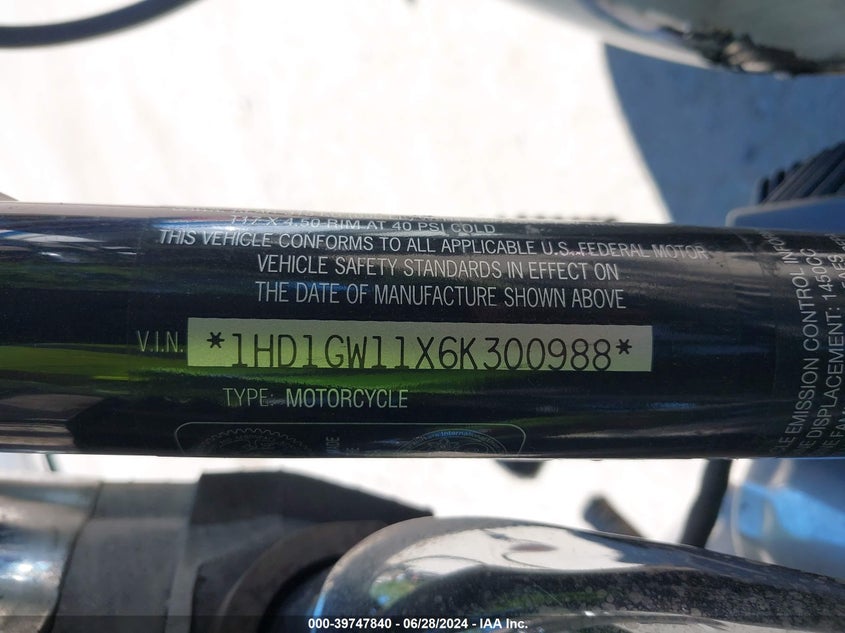 T17 X 4.50 RIM AT 40 PSI COLD
THIS VEHICLE CONFORMS TO ALL APPLICABLE U.S. FEDERAL MOTOR
VEHICLE SAFETY STANDARDS IN EFFECT ON
THE DATE OF MANUFACTURE SHOWN ABOVE
V.I.N. *1HD1GW11X6K300988*
TYPE: MOTORCYCLE
EMISSION CONTROL
DISPLACEMENT: 1450CC
000-39747840 - 06/28/2024 - IAA Inc.